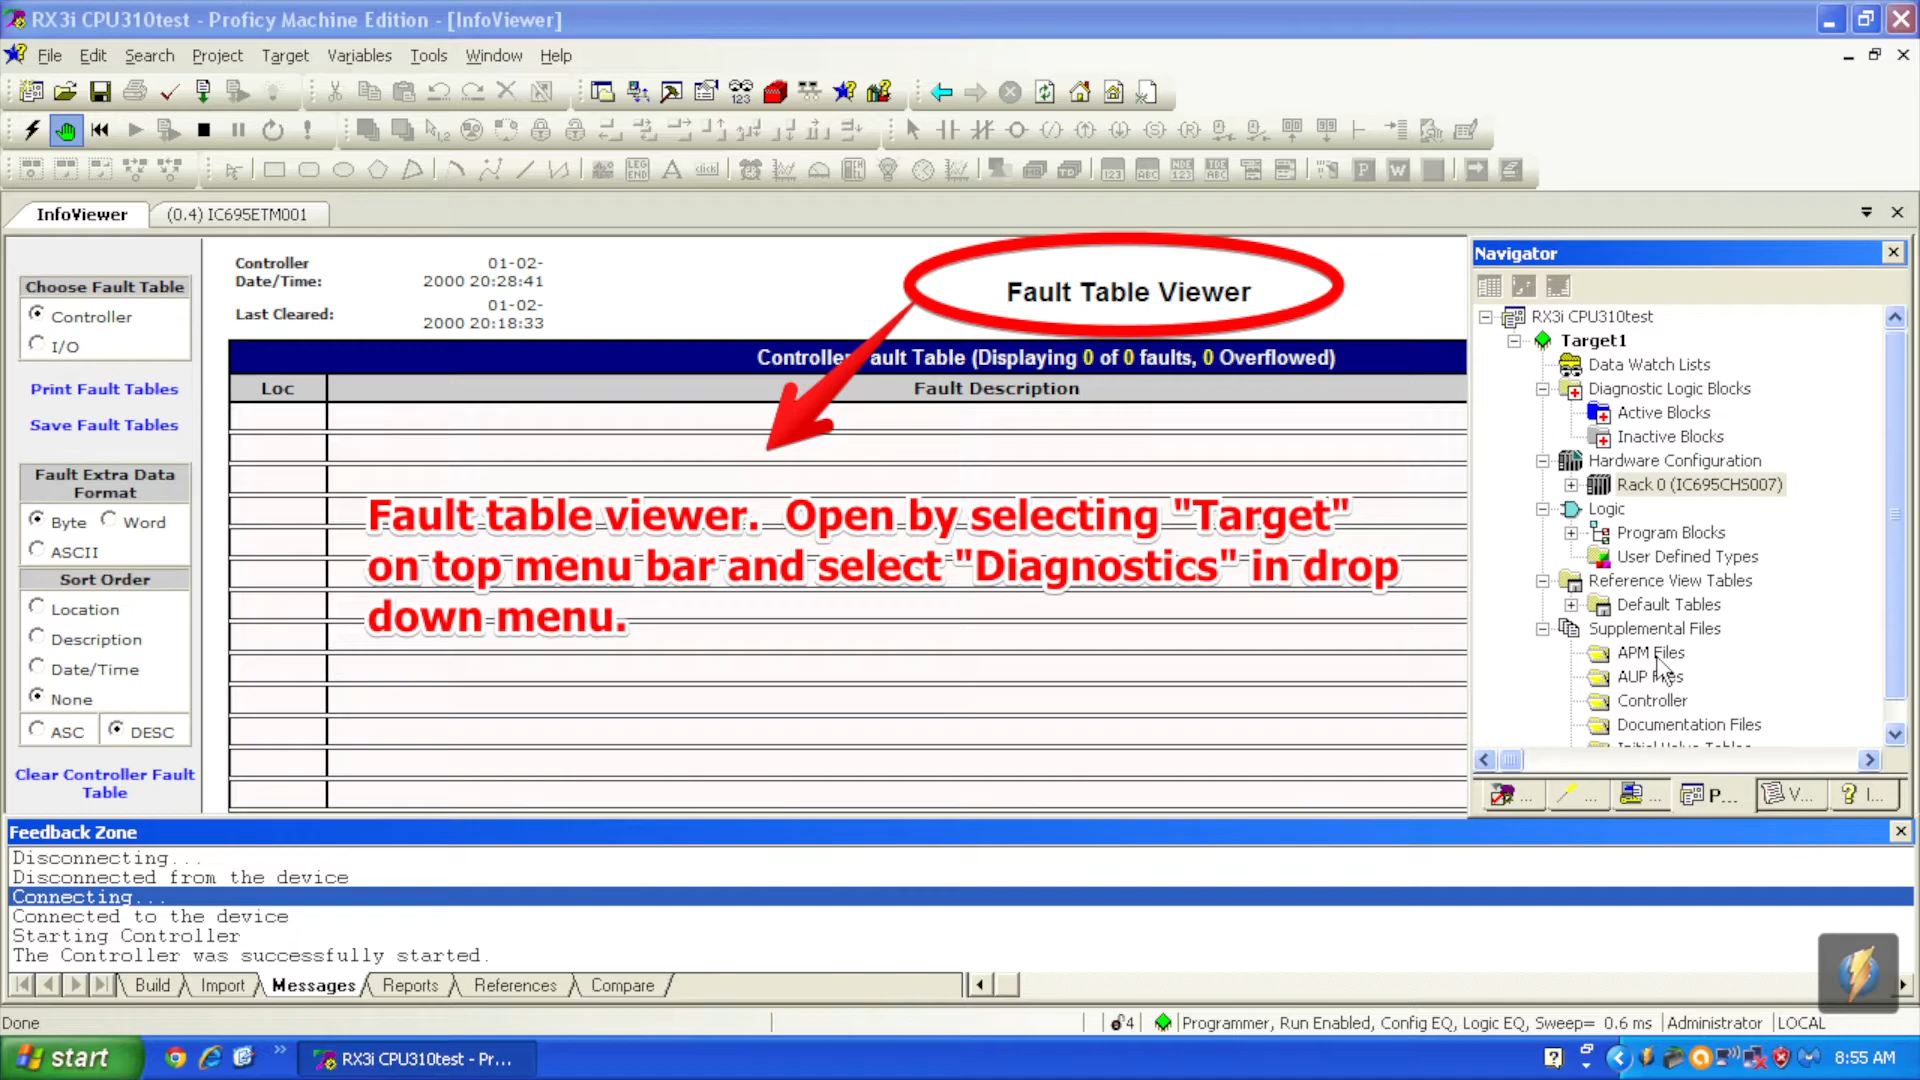 RX3i CPU310test - Proficy Machine Edition - [InfoViewer]
File Edit Search Project Target Variables Tools Window Help
InfoViewer (0.4) IC695ETM001
Choose Fault Table
Controller
I/O
Print Fault Tables
Save Fault Tables
Fault Extra Data
Format
Byte Word
ASCII
Sort Order
Location
Description
Date/Time
None
ASC DESC
Clear Controller Fault
Table
Controller 01-02-
Date/Time: 2000 20:28:41
01-02-
Last Cleared: 2000 20:18:33
Fault Table Viewer
Controller Fault Table (Displaying 0 of 0 faults, 0 Overflowed)
Loc Fault Description
Fault table viewer. Open by selecting "Target"
on top menu bar and select "Diagnostics" in drop
down menu.
Navigator
RX3i CPU310test
Target1
Data Watch Lists
Diagnostic Logic Blocks
Active Blocks
Inactive Blocks
Hardware Configuration
Rack 0 (IC695CHS007)
Logic
Program Blocks
User Defined Types
Reference View Tables
Default Tables
Supplemental Files
APM Files
AUP Files
Controller
Documentation Files
Initial Value Tables
... ... ... P... V... I...
Feedback Zone
Disconnecting...
Disconnected from the device
Connecting...
Connected to the device
Starting Controller
The Controller was successfully started.
Build Import Messages Reports References Compare
Done 4 Programmer, Run Enabled, Config EQ, Logic EQ, Sweep= 0.6 ms Administrator LOCAL
start RX3i CPU310test - Pr... 8:55 AM